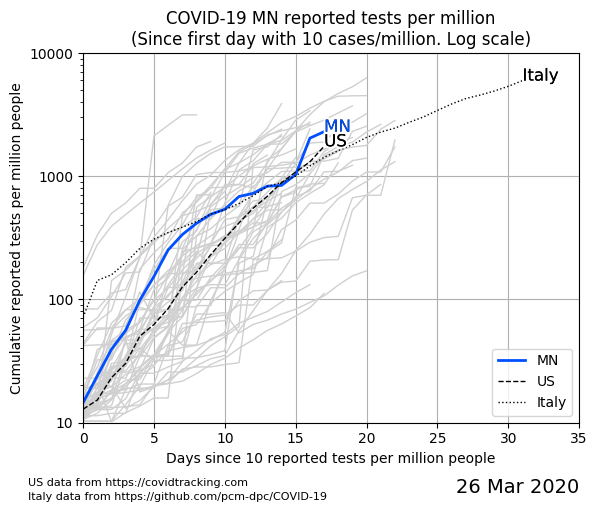 COVID-19 MN reported tests per million
(Since first day with 10 cases/million. Log scale)
Cumulative reported tests per million people
10000
1000
100
10
Italy
MN
US
MN
US
Italy
0 5 10 15 20 25 30 35
Days since 10 reported tests per million people
US data from https://covidtracking.com
Italy data from https://github.com/pcm-dpc/COVID-19
26 Mar 2020